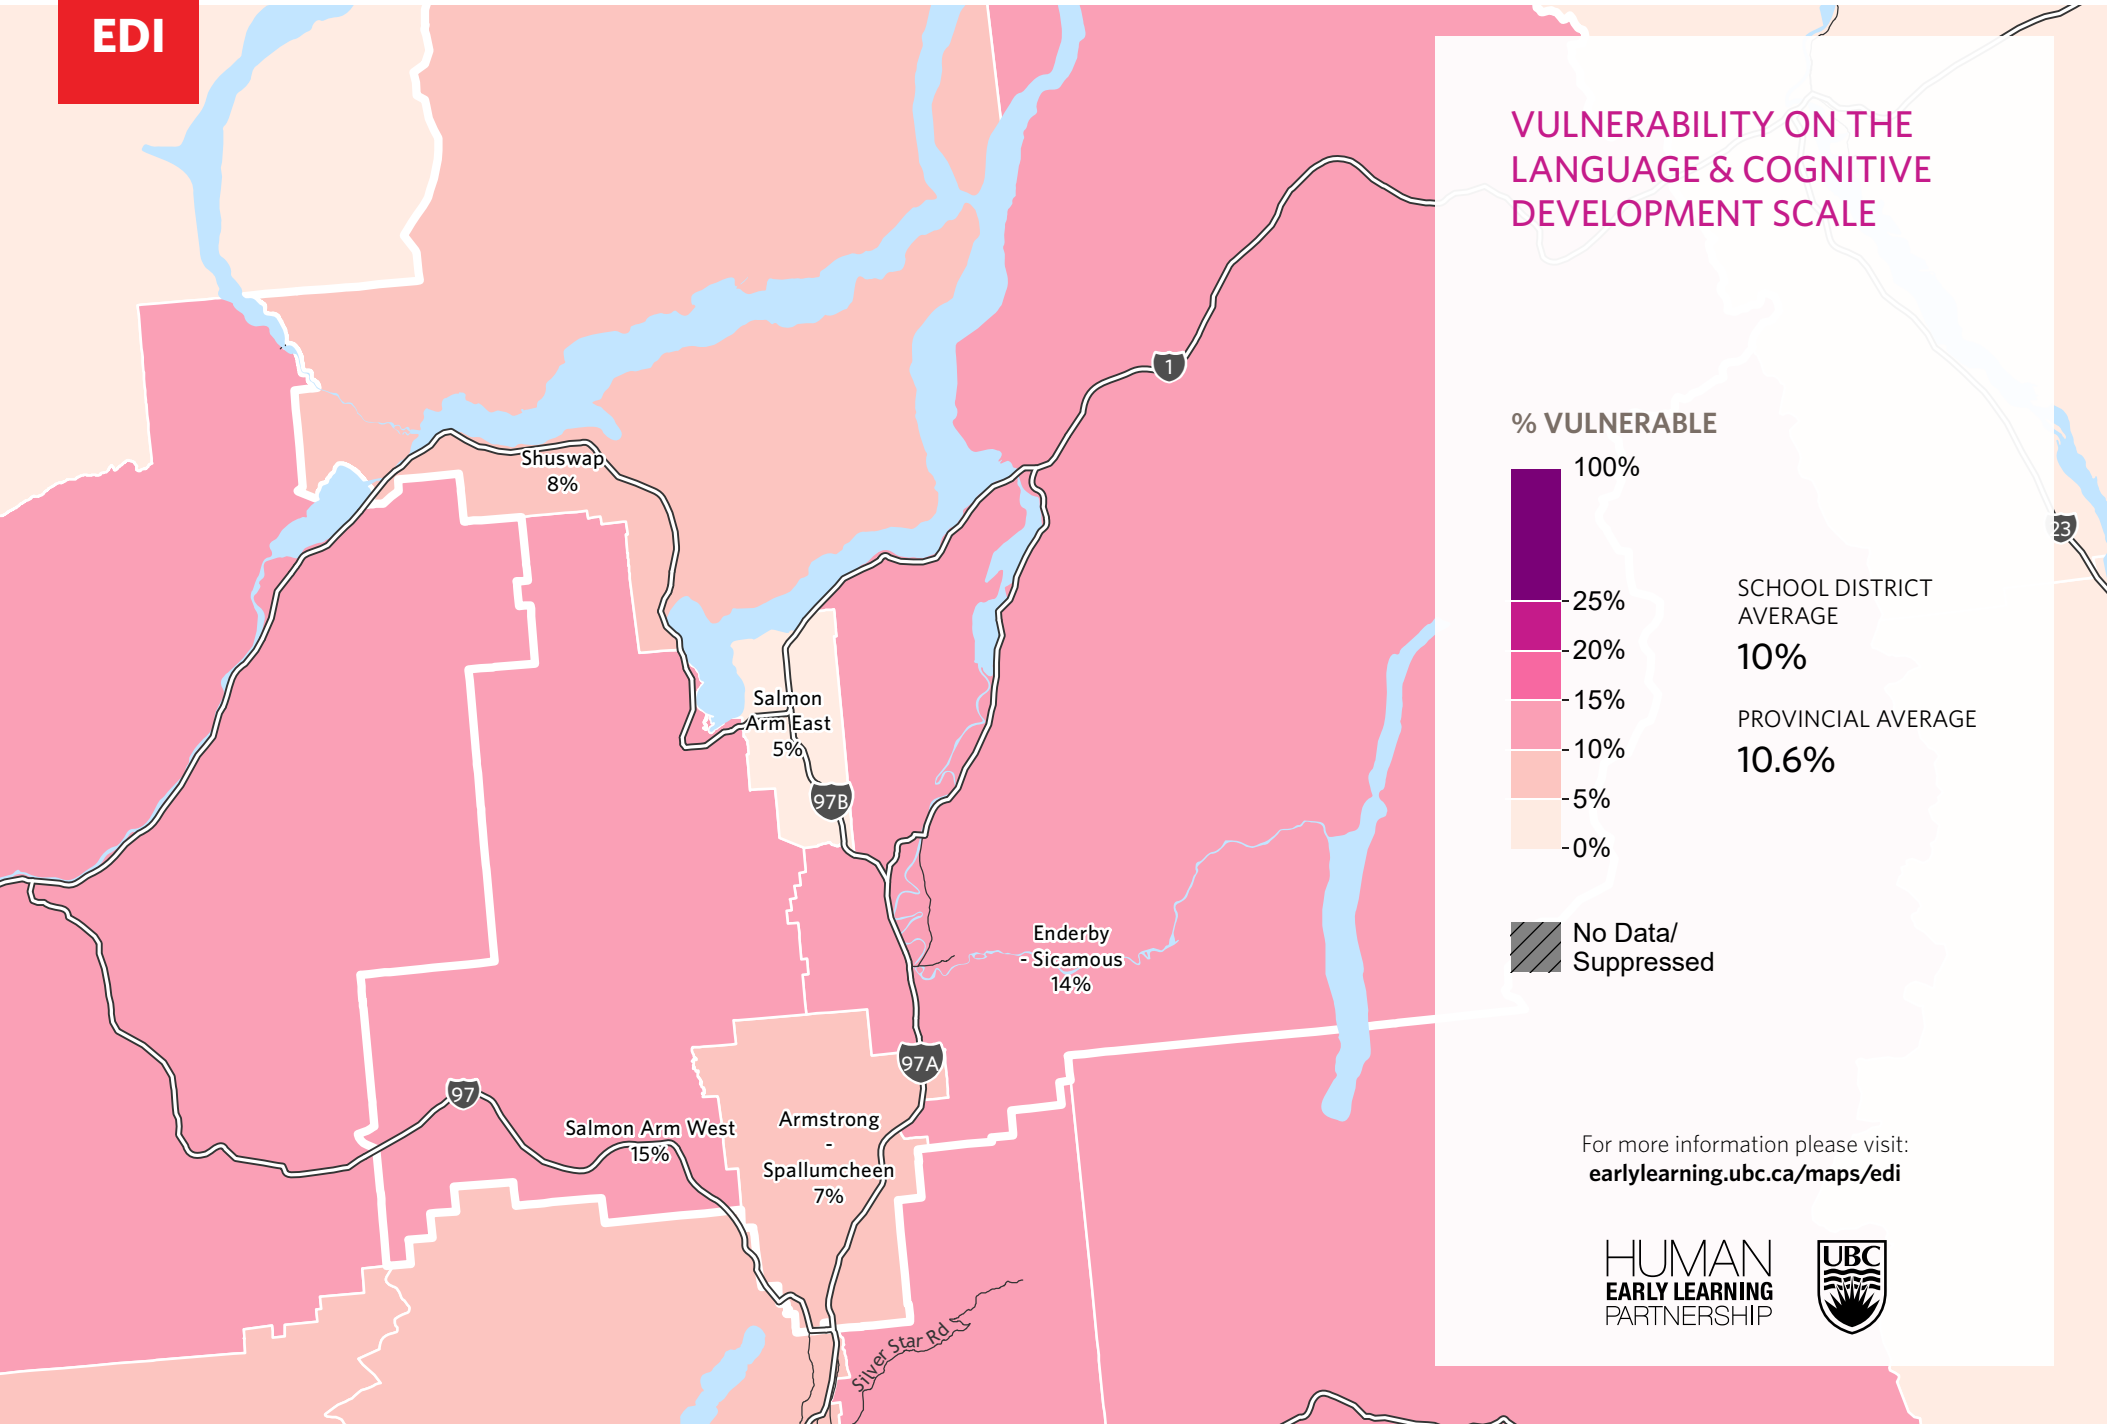 EDI
VULNERABILITY ON THE
LANGUAGE & COGNITIVE
DEVELOPMENT SCALE
% VULNERABLE
100%
25%
20%
15%
10%
5%
0%
SCHOOL DISTRICT
AVERAGE
10%
PROVINCIAL AVERAGE
10.6%
No Data/
Suppressed
For more information please visit:
earlylearning.ubc.ca/maps/edi
HUMAN
EARLY LEARNING
PARTNERSHIP
UBC
1
23
Shuswap
8%
Salmon
Arm East
5%
97B
Enderby
- Sicamous
14%
97A
97
Salmon Arm West
15%
Armstrong
-
Spallumcheen
7%
Silver Star Rd